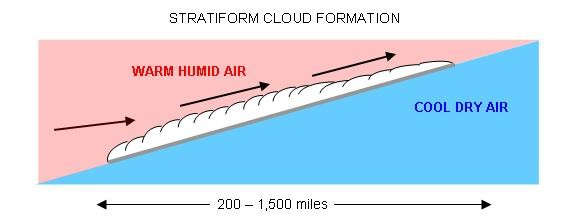 STRATIFORM CLOUD FORMATION
WARM HUMID AIR
COOL DRY AIR
200 – 1,500 miles